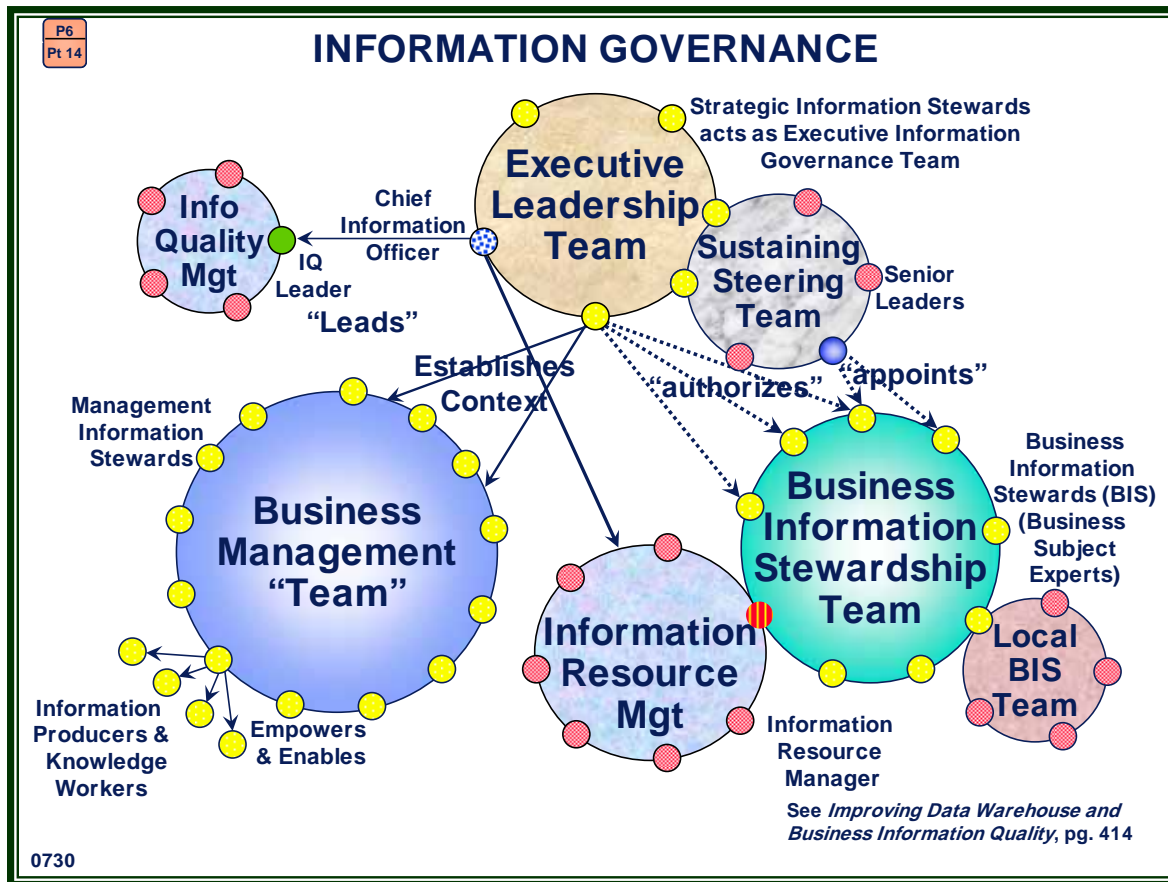 P6
Pt 14
INFORMATION GOVERNANCE
Strategic Information Stewards
acts as Executive Information
Governance Team
Executive
Leadership
Team
Info
Quality
Mgt
Chief
Information
Officer
IQ
Leader
“Leads”
Sustaining
Steering
Team
Senior
Leaders
Establishes
Context
“authorizes”
“appoints”
Management
Information
Stewards
Business
Management
“Team”
Business
Information
Stewardship
Team
Business
Information
Stewards (BIS)
(Business
Subject
Experts)
Information
Resource
Mgt
Local
BIS
Team
Information
Producers &
Knowledge
Workers
Empowers
& Enables
Information
Resource
Manager
See Improving Data Warehouse and
Business Information Quality, pg. 414
0730